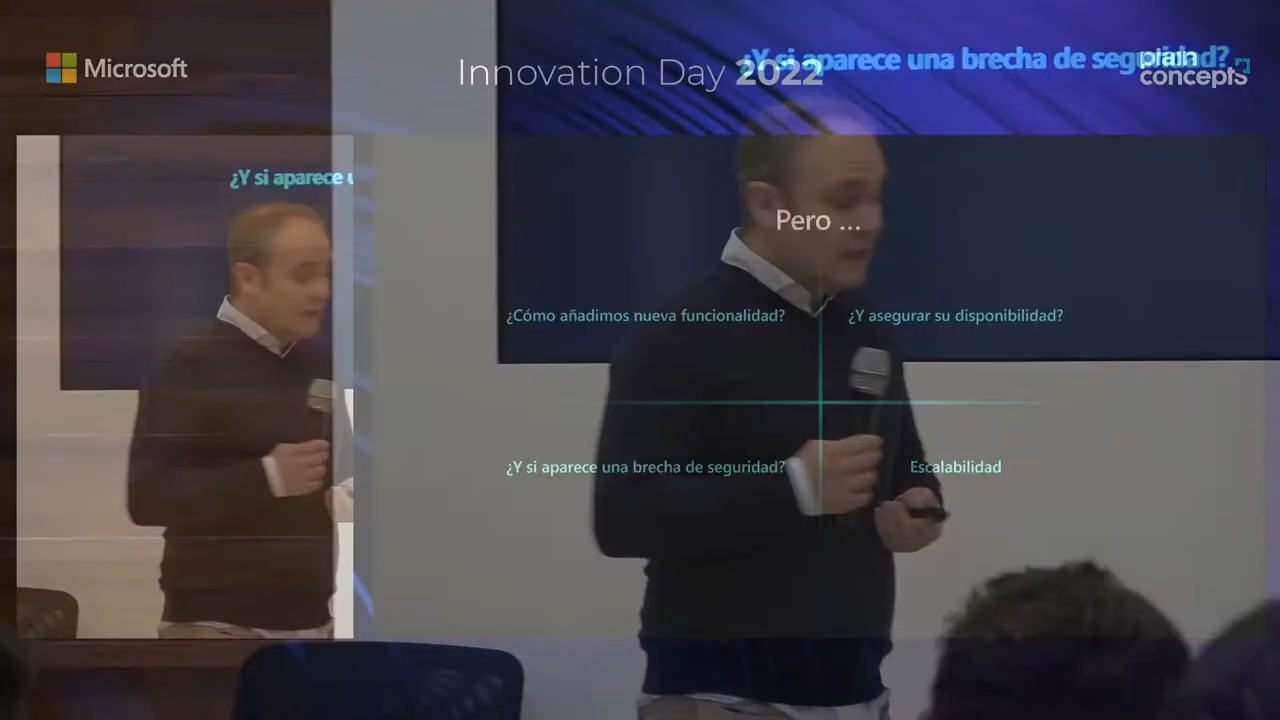 Microsoft
Innovation Day 2022
¿Y si aparece una brecha de seguridad?
plain
concepts
¿Y si aparece
Pero ...
¿Cómo añadimos nueva funcionalidad?
¿Y asegurar su disponibilidad?
¿Y si aparece una brecha de seguridad?
Escalabilidad